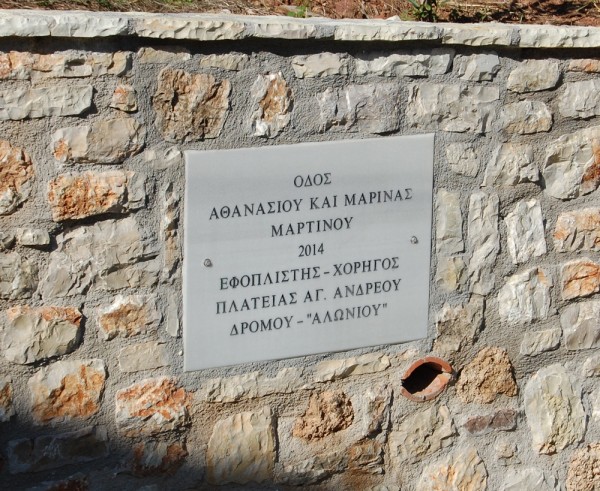 ΟΔΟΣ
ΑΘΑΝΑΣΙΟΥ ΚΑΙ ΜΑΡΙΝΑΣ
ΜΑΡΤΙΝΟΥ
2014
ΕΦΟΠΛΙΣΤΗΣ - ΧΟΡΗΓΟΣ
ΠΛΑΤΕΙΑΣ ΑΓ. ΑΝΔΡΕΟΥ
ΔΡΟΜΟΥ - "ΑΛΩΝΙΟΥ"